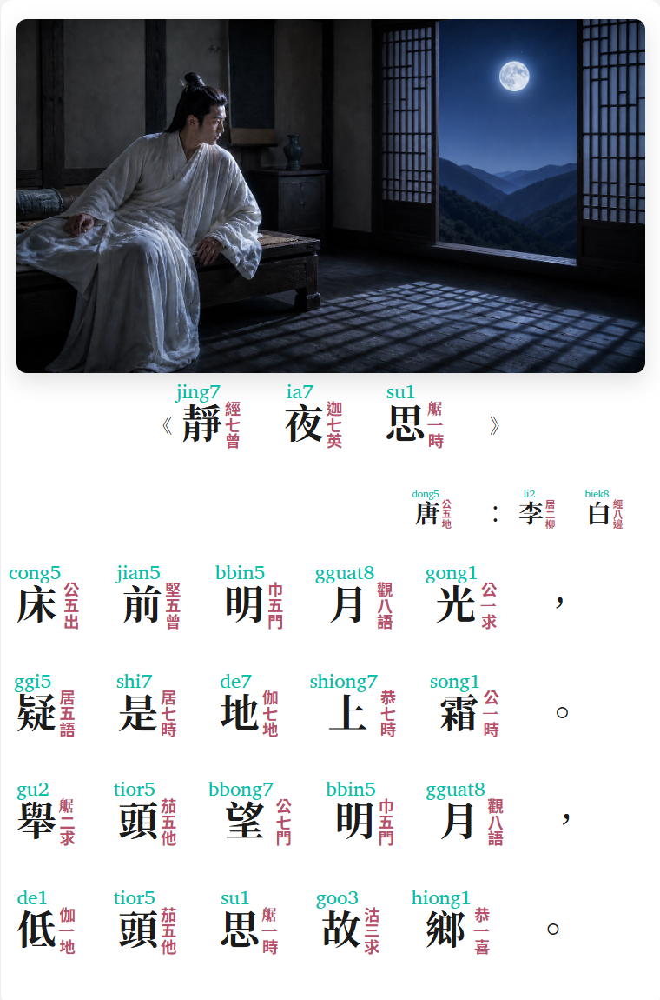 jing7 ia7 su1
《靜經七曾 夜迦七英 思艍一時》
dong5 li2 biek8
唐公五地 : 李居二柳 白經八邊
cong5 jian5 bbin5 gguat8 gong1
床公五出 前堅五曾 明巾五門 月觀八語 光公一求 ,
ggi5 shi7 de7 shiong7 song1
疑居五語 是居七時 地伽七地 上恭七時 霜公一時 。
gu2 tior5 bbong7 bbin5 gguat8
舉艍二求 頭茄五他 望公七門 明巾五門 月觀八語 ,
de1 tior5 su1 goo3 hiong1
低伽一地 頭茄五他 思艍一時 故沽三求 鄉恭一喜 。